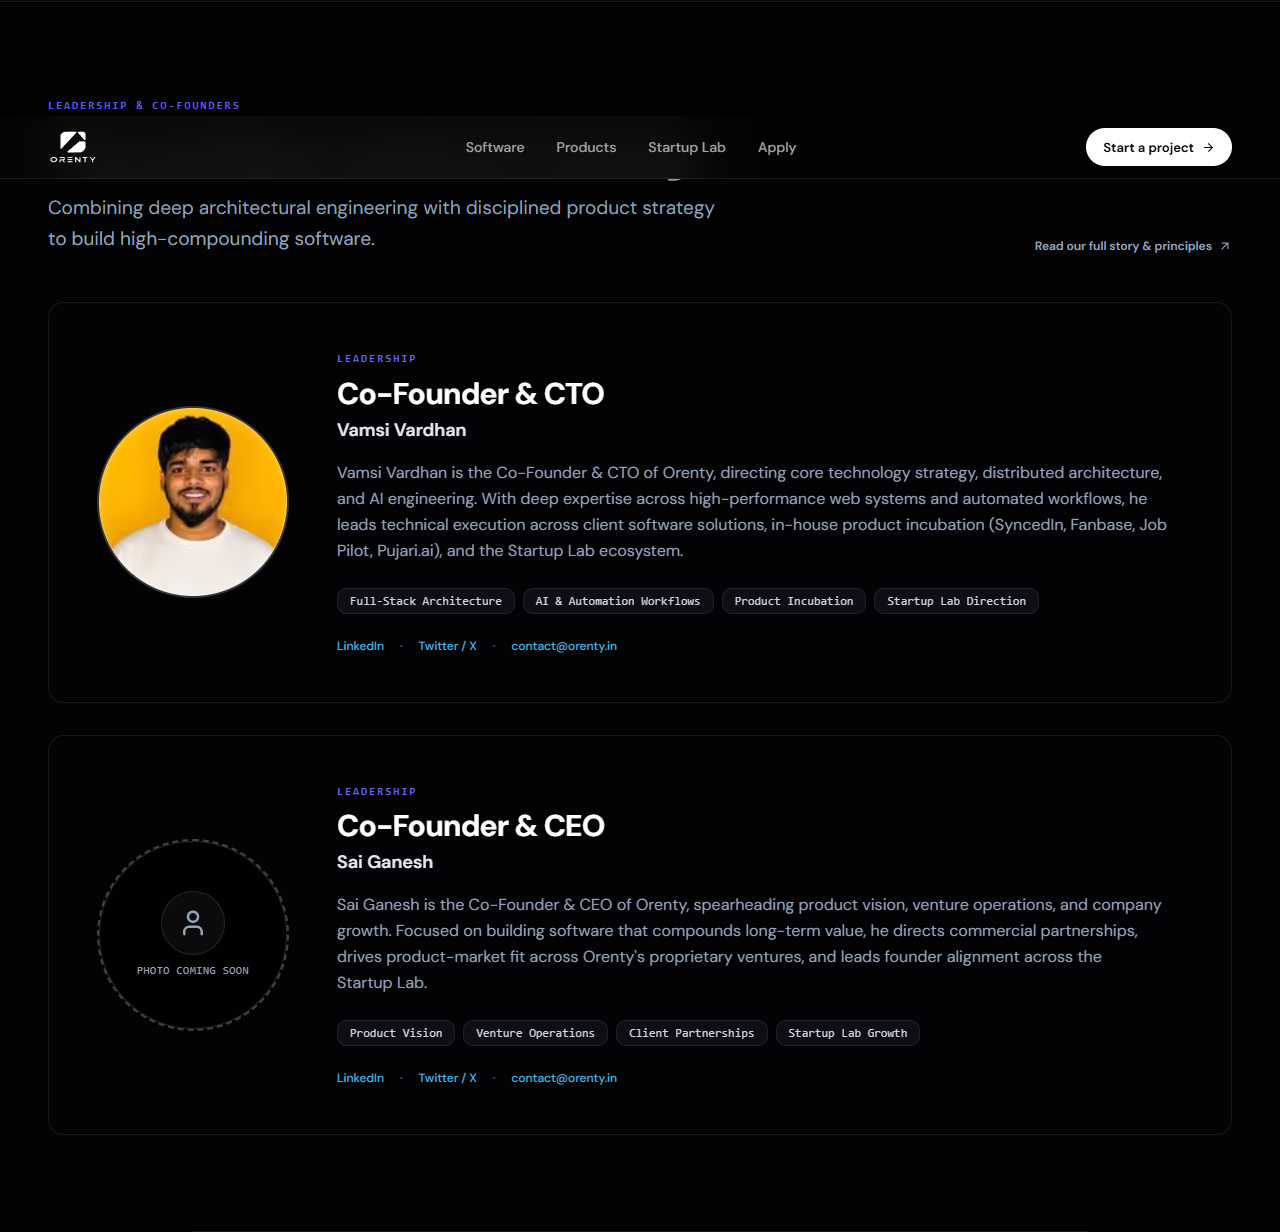 LEADERSHIP & CO-FOUNDERS
ORENTY
Software
Products
Startup Lab
Apply
Start a project →
Combining deep architectural engineering with disciplined product strategy
to build high-compounding software.
Read our full story & principles ↗
LEADERSHIP
Co-Founder & CTO
Vamsi Vardhan
Vamsi Vardhan is the Co-Founder & CTO of Orenty, directing core technology strategy, distributed architecture,
and AI engineering. With deep expertise across high-performance web systems and automated workflows, he
leads technical execution across client software solutions, in-house product incubation (SyncedIn, Fanbase, Job
Pilot, Pujari.ai), and the Startup Lab ecosystem.
Full-Stack Architecture
AI & Automation Workflows
Product Incubation
Startup Lab Direction
LinkedIn · Twitter / X · contact@orenty.in
LEADERSHIP
Co-Founder & CEO
Sai Ganesh
PHOTO COMING SOON
Sai Ganesh is the Co-Founder & CEO of Orenty, spearheading product vision, venture operations, and company
growth. Focused on building software that compounds long-term value, he directs commercial partnerships,
drives product-market fit across Orenty's proprietary ventures, and leads founder alignment across the
Startup Lab.
Product Vision
Venture Operations
Client Partnerships
Startup Lab Growth
LinkedIn · Twitter / X · contact@orenty.in